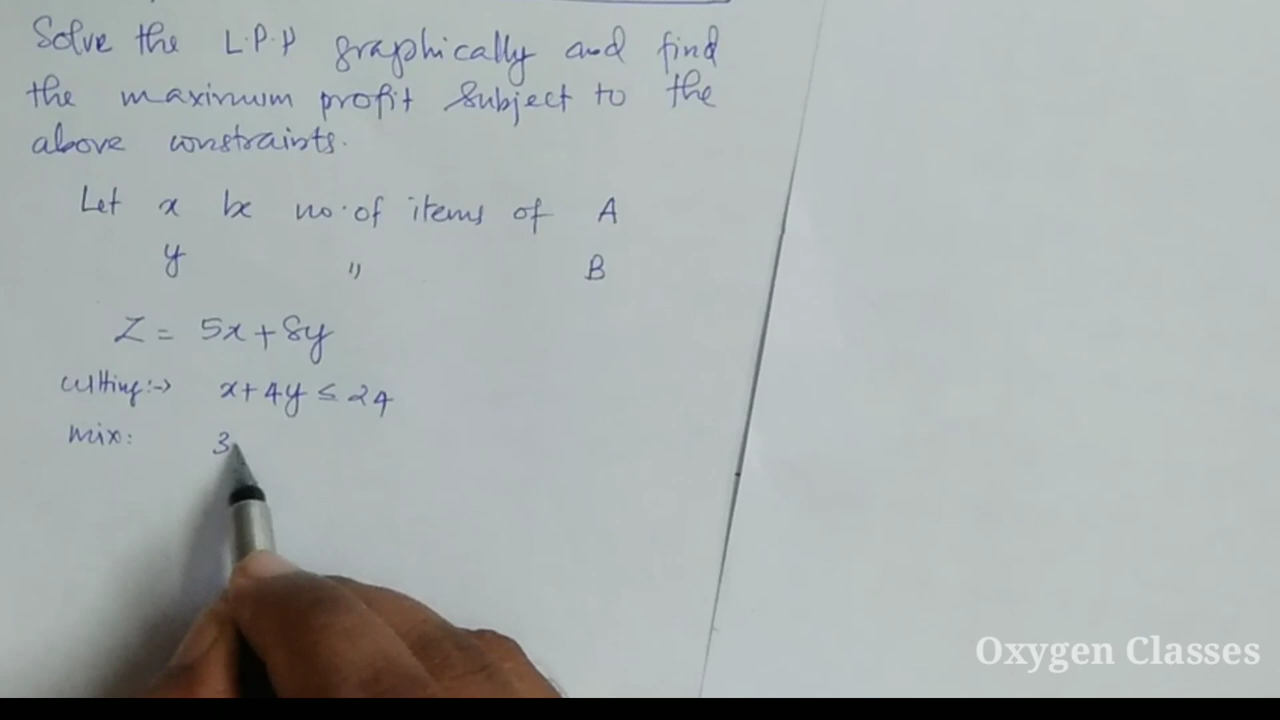 Solve the L.P.P graphically and find
the maximum profit subject to the
above constraints.
Let x be no. of items of A
y " B
Z = 5x + 8y
Cutting:→ x + 4y ≤ 24
mix: 3
Oxygen Classes